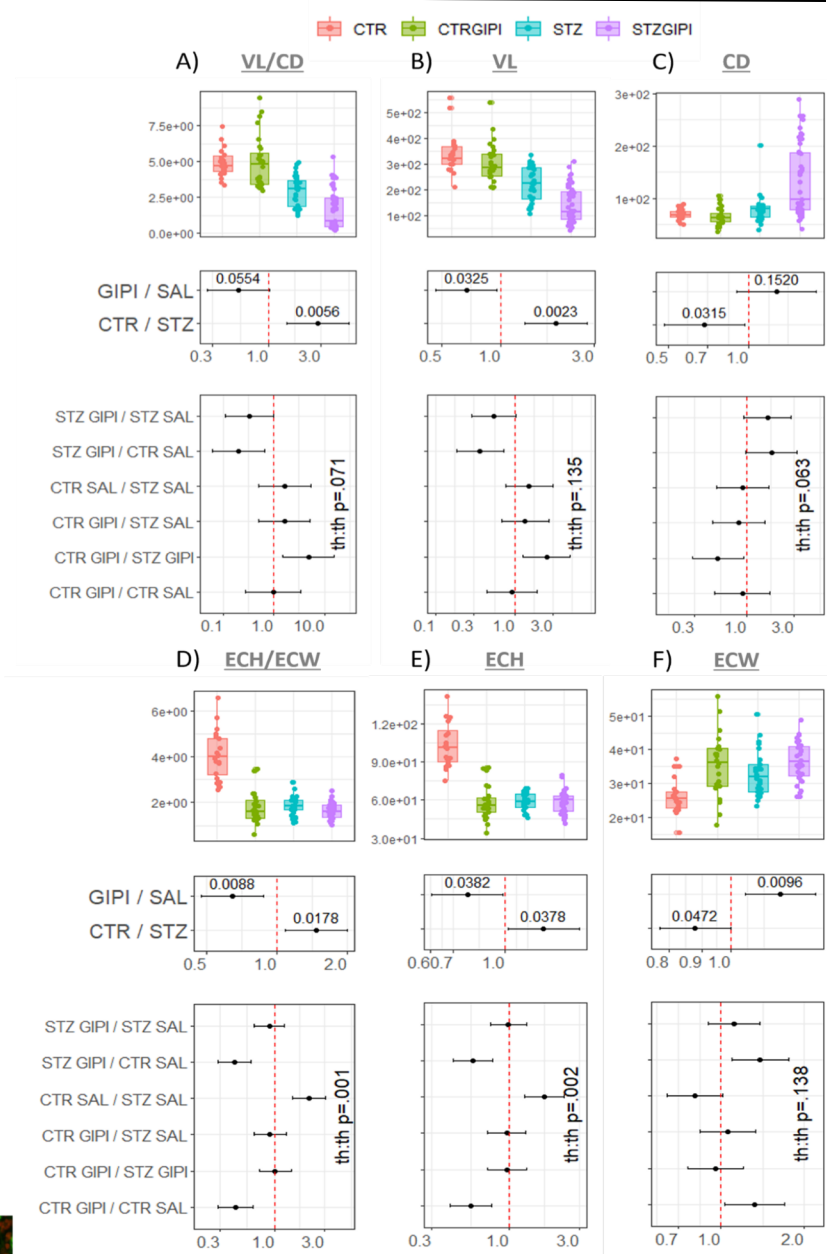 CTR CTRGIPI STZ STZGIPI
A) VL/CD B) VL C) CD
7.5e+00
5.0e+00
2.5e+00
0.0e+00
5e+02
4e+02
3e+02
2e+02
1e+02
3e+02
2e+02
1e+02
GIPI / SAL
CTR / STZ
0.0554
0.0056
0.3 1.0 3.0
0.0325
0.0023
0.5 1.0 3.0
0.1520
0.0315
0.5 0.7 1.0
STZ GIPI / STZ SAL
STZ GIPI / CTR SAL
CTR SAL / STZ SAL
CTR GIPI / STZ SAL
CTR GIPI / STZ GIPI
CTR GIPI / CTR SAL
th:th p=.071
0.1 1.0 10.0
th:th p=.135
0.1 0.3 1.0 3.0
th:th p=.063
0.3 1.0 3.0
D) ECH/ECW E) ECH F) ECW
6e+00
4e+00
2e+00
1.2e+02
9.0e+01
6.0e+01
3.0e+01
5e+01
4e+01
3e+01
2e+01
GIPI / SAL
CTR / STZ
0.0088
0.0178
0.5 1.0 2.0
0.0382
0.0378
0.60.7 1.0
0.0096
0.0472
0.8 0.9 1.0
STZ GIPI / STZ SAL
STZ GIPI / CTR SAL
CTR SAL / STZ SAL
CTR GIPI / STZ SAL
CTR GIPI / STZ GIPI
CTR GIPI / CTR SAL
th:th p=.001
0.3 1.0 3.0
th:th p=.002
0.3 1.0 3.0
th:th p=.138
0.7 1.0 2.0